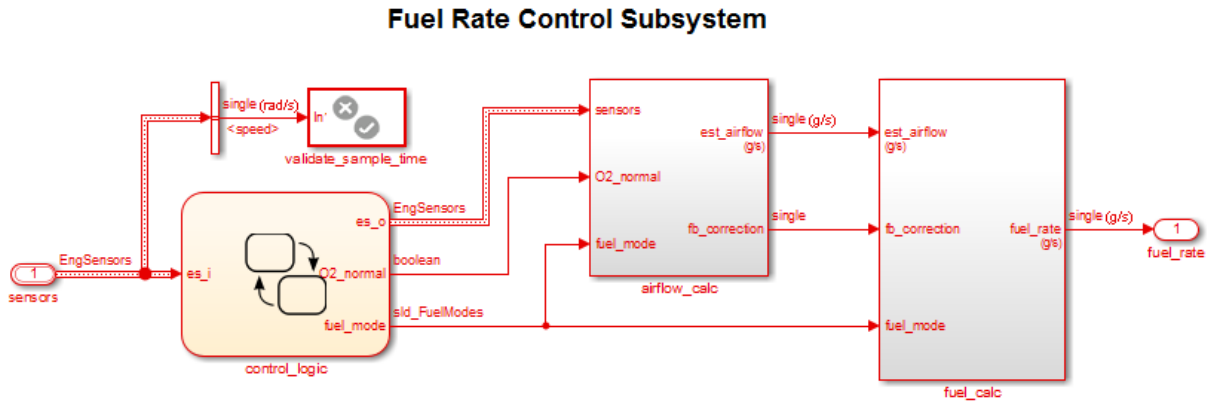 Fuel Rate Control Subsystem
single (rad/s)
<speed>
In
validate_sample_time
1
sensors
EngSensors
es_i
es_o
O2_normal
fuel_mode
control_logic
EngSensors
boolean
sld_FuelModes
sensors
O2_normal
fuel_mode
est_airflow
(g/s)
fb_correction
airflow_calc
single (g/s)
single
est_airflow
(g/s)
fb_correction
fuel_mode
fuel_rate
(g/s)
fuel_calc
single (g/s)
1
fuel_rate